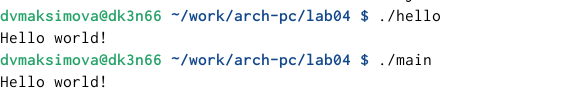 dvmaksimova@dk3n66 ~/work/arch-pc/lab04 $ ./hello
Hello world!
dvmaksimova@dk3n66 ~/work/arch-pc/lab04 $ ./main
Hello world!